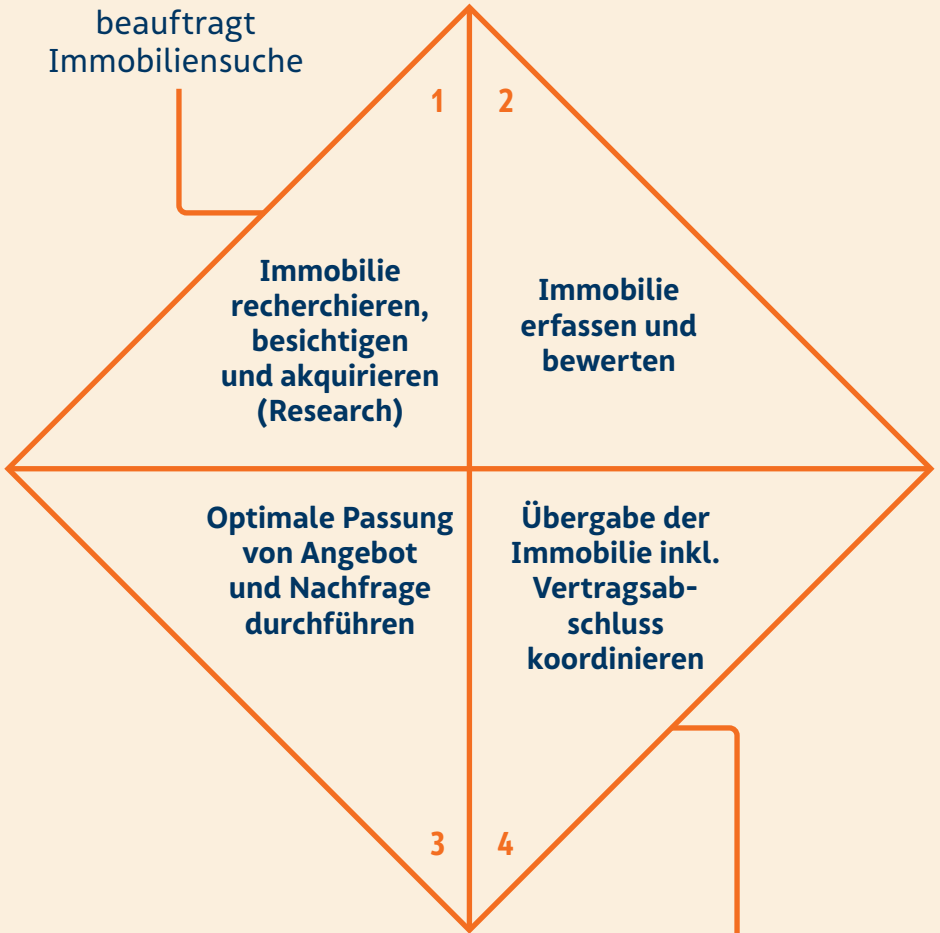 beauftragt
Immobiliensuche
1
2
Immobilie
recherchieren,
besichtigen
und akquirieren
(Research)
Immobilie
erfassen und
bewerten
Optimale Passung
von Angebot
und Nachfrage
durchführen
Übergabe der
Immobilie inkl.
Vertragsab-
schluss
koordinieren
3
4